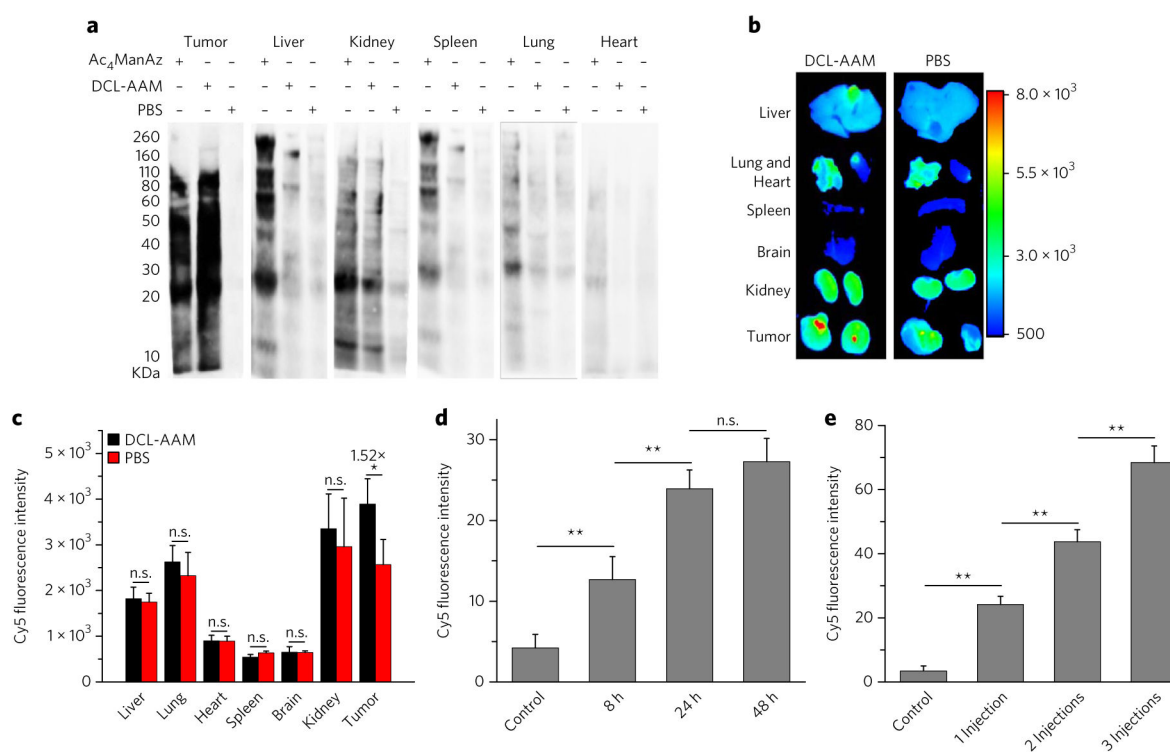 a
Tumor Liver Kidney Spleen Lung Heart
Ac4ManAz + – – + – – + – – + – – + – – + – –
DCL-AAM – + – – + – – + – – + – – + – – + –
PBS – – + – – + – – + – – + – – + – – +
260
160
110
80
60
50
40
30
20
10
KDa
b
DCL-AAM PBS
Liver
Lung and
Heart
Spleen
Brain
Kidney
Tumor
8.0 × 10³
5.5 × 10³
3.0 × 10³
500
c
Cy5 fluorescence intensity
DCL-AAM
PBS
5 × 10³
4 × 10³
3 × 10³
2 × 10³
1 × 10³
0
n.s.
n.s.
n.s.
n.s.
n.s.
n.s.
1.52×
*
Liver Lung Heart Spleen Brain Kidney Tumor
d
Cy5 fluorescence intensity
30
20
10
0
**
**
n.s.
Control 8 h 24 h 48 h
e
Cy5 fluorescence intensity
80
60
40
20
0
**
**
**
Control 1 Injection 2 Injections 3 Injections